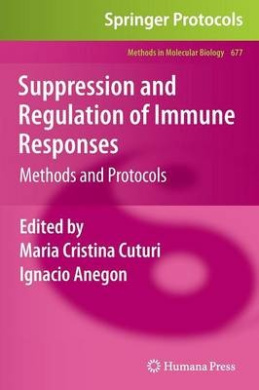 Springer Protocols
Methods in Molecular Biology 677
Suppression and
Regulation of Immune
Responses
Methods and Protocols
Edited by
Maria Cristina Cuturi
Ignacio Anegon
Humana Press